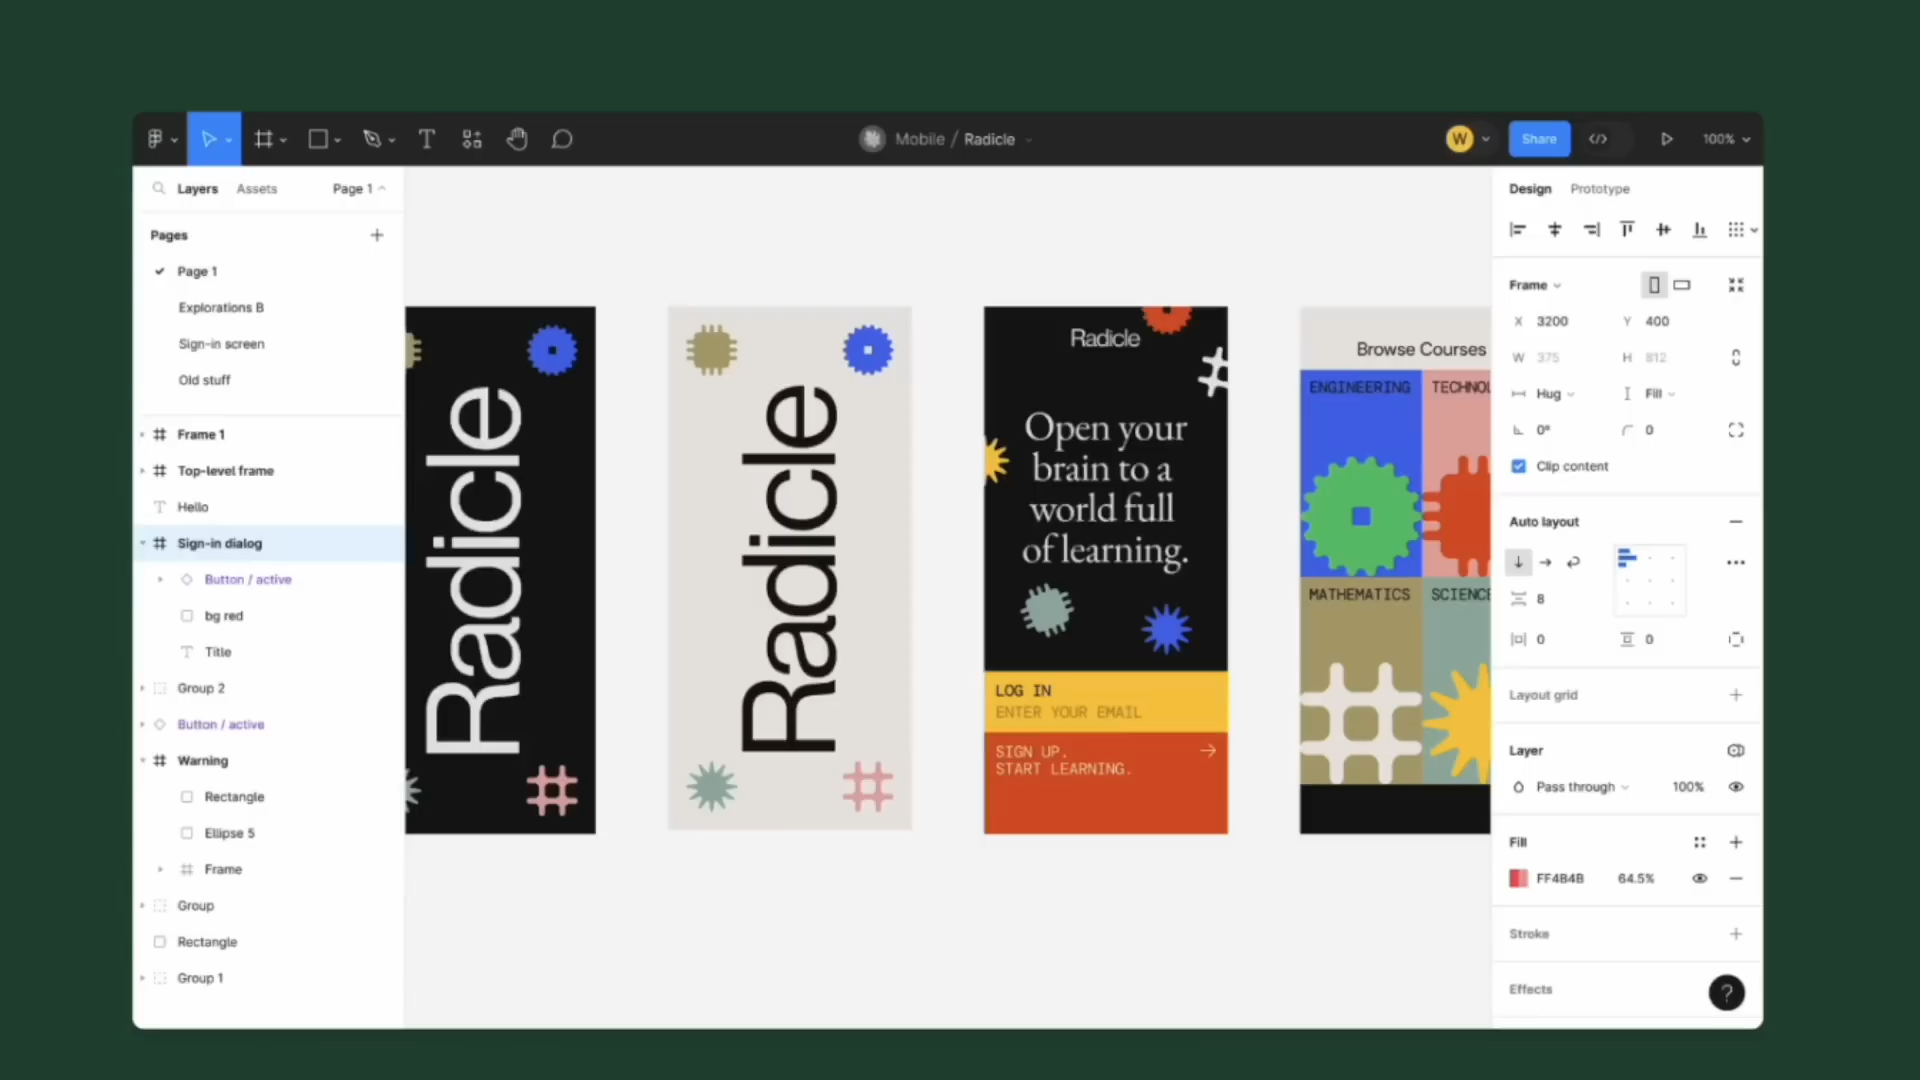 Mobile / Radicle
W
Share
100%
Layers
Assets
Page 1
Pages
Page 1
Explorations B
Sign-in screen
Old stuff
Frame 1
Top-level frame
Hello
Sign-in dialog
Button / active
bg red
Title
Group 2
Button / active
Warning
Rectangle
Ellipse 5
Frame
Group
Rectangle
Group 1
Radicle
Radicle
Radicle
Open your
brain to a
world full
of learning.
LOG IN
ENTER YOUR EMAIL
SIGN UP.
START LEARNING.
Browse Courses
ENGINEERING
TECHNOL
MATHEMATICS
SCIENCE
Design
Prototype
Frame
X 3200
Y 400
W 375
H 812
Hug
Fill
0°
0
Clip content
Auto layout
8
0
0
Layout grid
Layer
Pass through
100%
Fill
FF4B4B
64.5%
Stroke
Effects
?